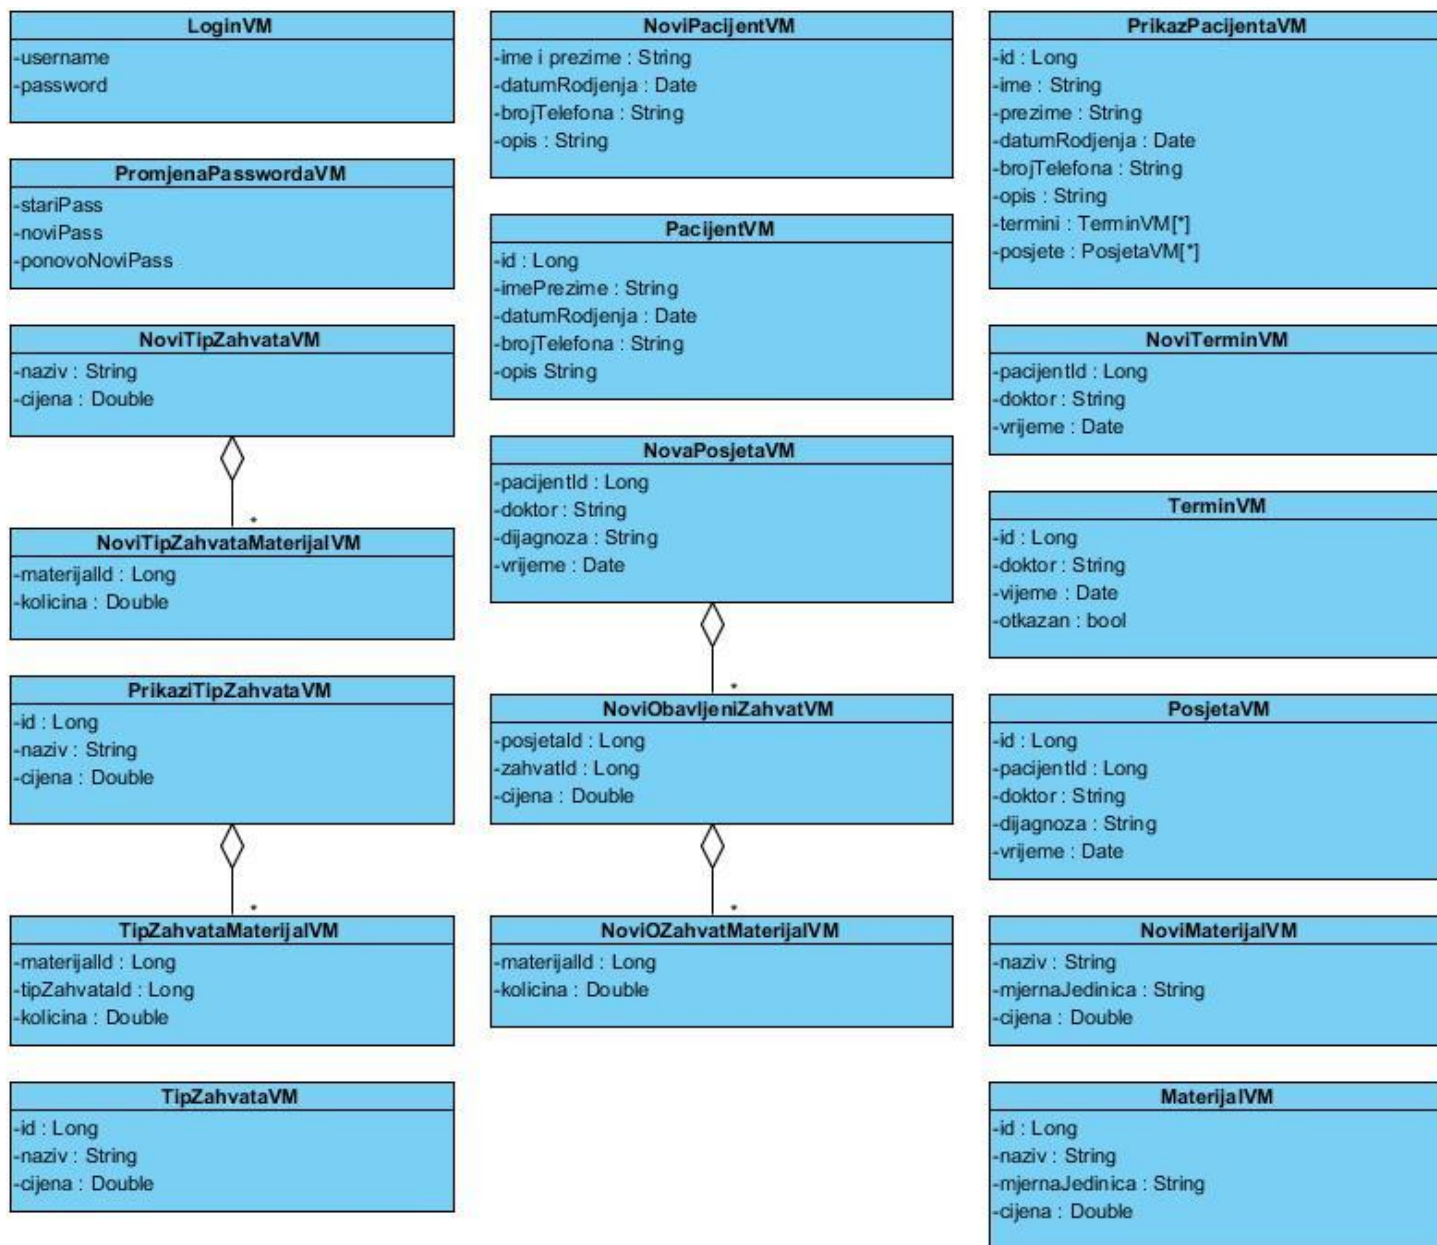 LoginVM
-username
-password
PromjenaPasswordaVM
-stariPass
-noviPass
-ponovoNoviPass
NoviTipZahvataVM
-naziv : String
-cijena : Double
*
NoviTipZahvataMaterijalVM
-materijalId : Long
-kolicina : Double
PrikaziTipZahvataVM
-id : Long
-naziv : String
-cijena : Double
*
TipZahvataMaterijalVM
-materijalId : Long
-tipZahvataId : Long
-kolicina : Double
TipZahvataVM
-id : Long
-naziv : String
-cijena : Double
NoviPacijentVM
-ime i prezime : String
-datumRodjenja : Date
-brojTelefona : String
-opis : String
PacijentVM
-id : Long
-imePrezime : String
-datumRodjenja : Date
-brojTelefona : String
-opis String
NovaPosjetaVM
-pacijentId : Long
-doktor : String
-dijagnoza : String
-vrijeme : Date
*
NoviObavljeniZahvatVM
-posjetaId : Long
-zahvatId : Long
-cijena : Double
*
NoviOZahvatMaterijalVM
-materijalId : Long
-kolicina : Double
PrikazPacijentaVM
-id : Long
-ime : String
-prezime : String
-datumRodjenja : Date
-brojTelefona : String
-opis : String
-termini : TerminVM[*]
-posjete : PosjetaVM[*]
NoviTerminVM
-pacijentId : Long
-doktor : String
-vrijeme : Date
TerminVM
-id : Long
-doktor : String
-vijeme : Date
-otkazan : bool
PosjetaVM
-id : Long
-pacijentId : Long
-doktor : String
-dijagnoza : String
-vrijeme : Date
NoviMaterijalVM
-naziv : String
-mjernaJedinica : String
-cijena : Double
MaterijalVM
-id : Long
-naziv : String
-mjernaJedinica : String
-cijena : Double